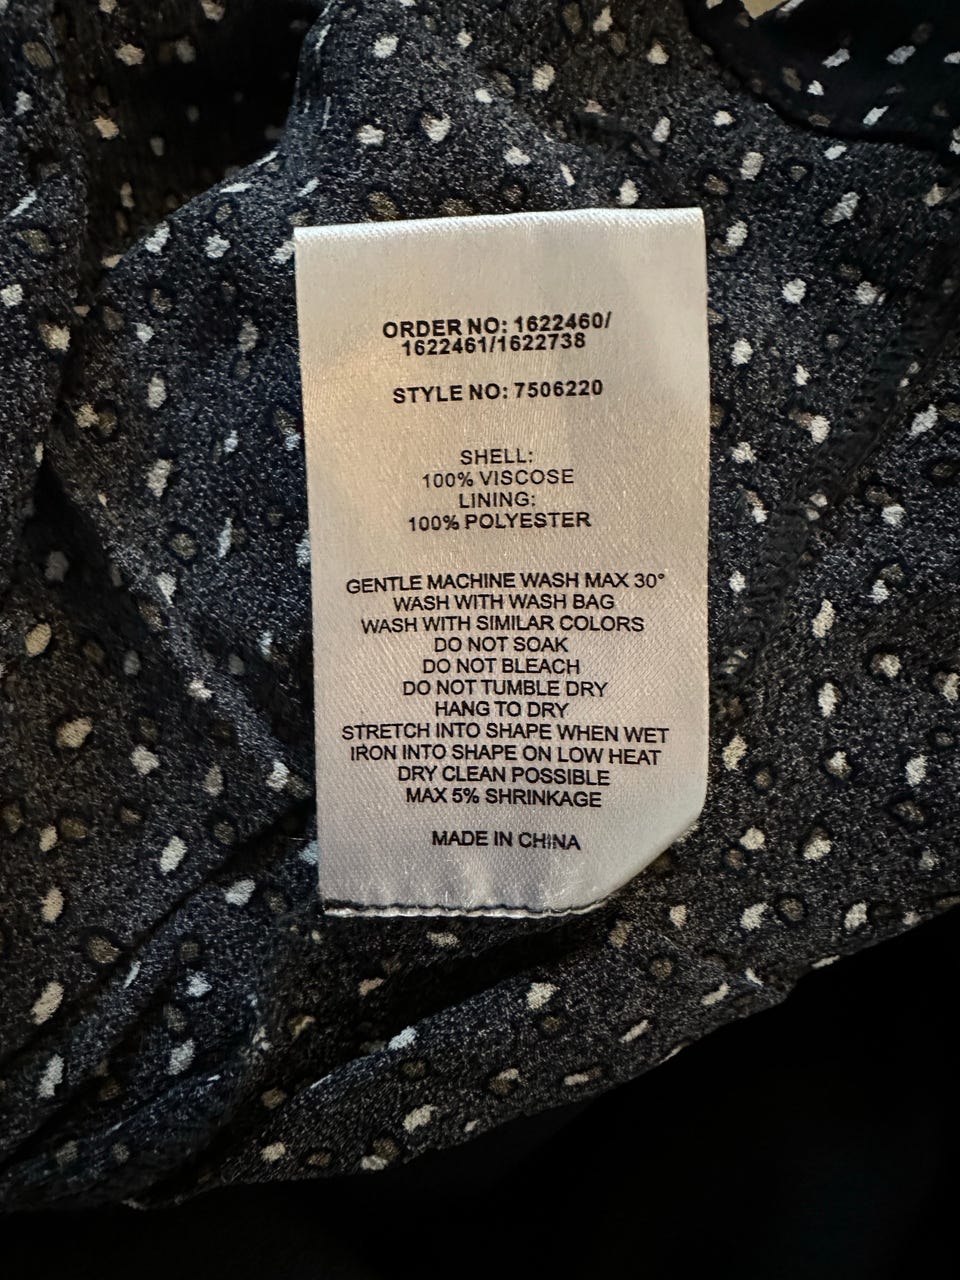 ORDER NO: 1622460/
1622461/1622738
STYLE NO: 7506220
SHELL:
100% VISCOSE
LINING:
100% POLYESTER
GENTLE MACHINE WASH MAX 30°
WASH WITH WASH BAG
WASH WITH SIMILAR COLORS
DO NOT SOAK
DO NOT BLEACH
DO NOT TUMBLE DRY
HANG TO DRY
STRETCH INTO SHAPE WHEN WET
IRON INTO SHAPE ON LOW HEAT
DRY CLEAN POSSIBLE
MAX 5% SHRINKAGE
MADE IN CHINA